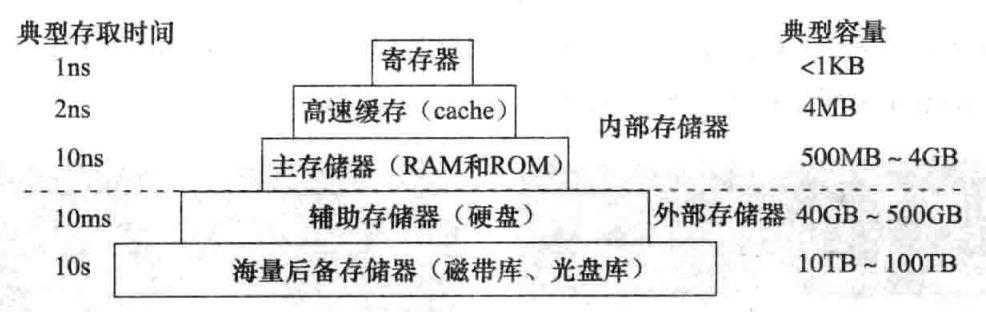 典型存取时间 典型容量
1ns 寄存器 <1KB
2ns 高速缓存（cache） 4MB
内部存储器
10ns 主存储器（RAM和ROM） 500MB～4GB
10ms 辅助存储器（硬盘） 外部存储器 40GB～500GB
10s 海量后备存储器（磁带库、光盘库） 10TB～100TB